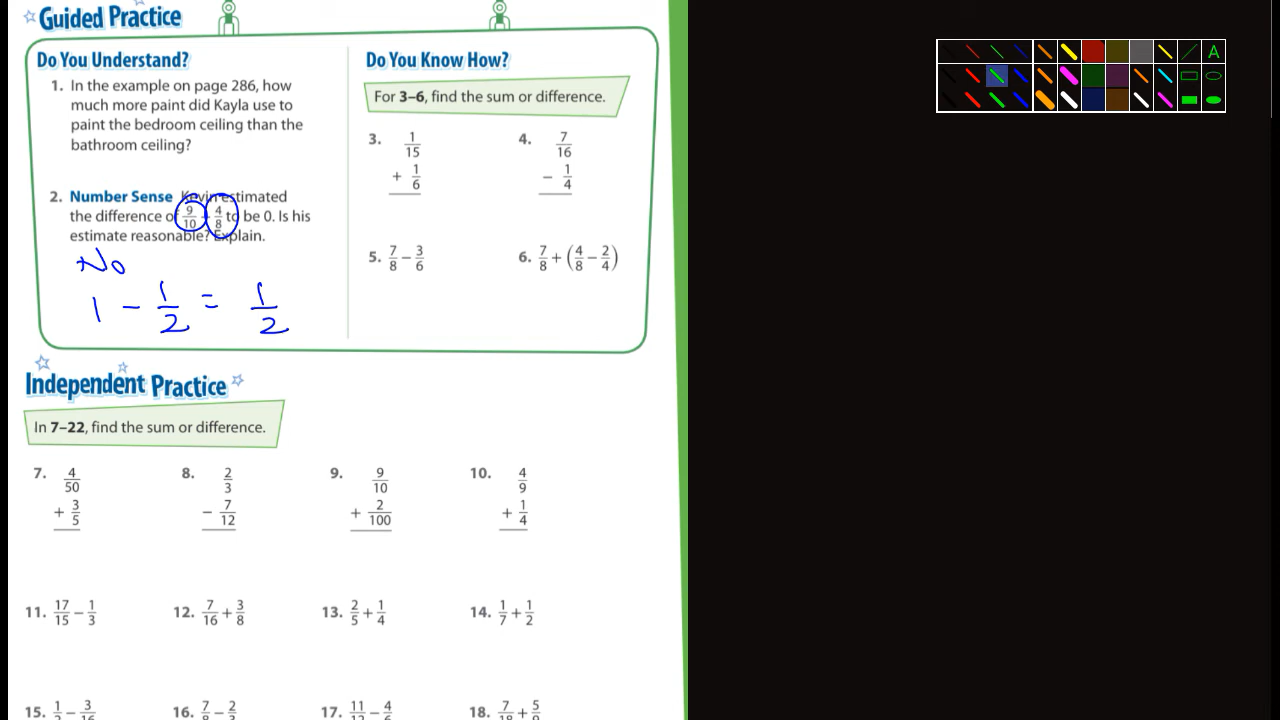 Guided Practice
Do You Understand?
1. In the example on page 286, how
much more paint did Kayla use to
paint the bedroom ceiling than the
bathroom ceiling?
2. Number Sense Kevin estimated
the difference of 9/10 - 4/8 to be 0. Is his
estimate reasonable? Explain.
No
1 - 1/2 = 1/2
Do You Know How?
For 3–6, find the sum or difference.
3. 1/15 + 1/6
4. 7/16 - 1/4
5. 7/8 - 3/6
6. 7/8 + (4/8 - 2/4)
Independent Practice
In 7–22, find the sum or difference.
7. 4/50 + 3/5
8. 2/3 - 7/12
9. 9/10 + 2/100
10. 4/9 + 1/4
11. 17/15 - 1/3
12. 7/16 + 3/8
13. 2/5 + 1/4
14. 1/7 + 1/2
15.
16.
17.
18.
A